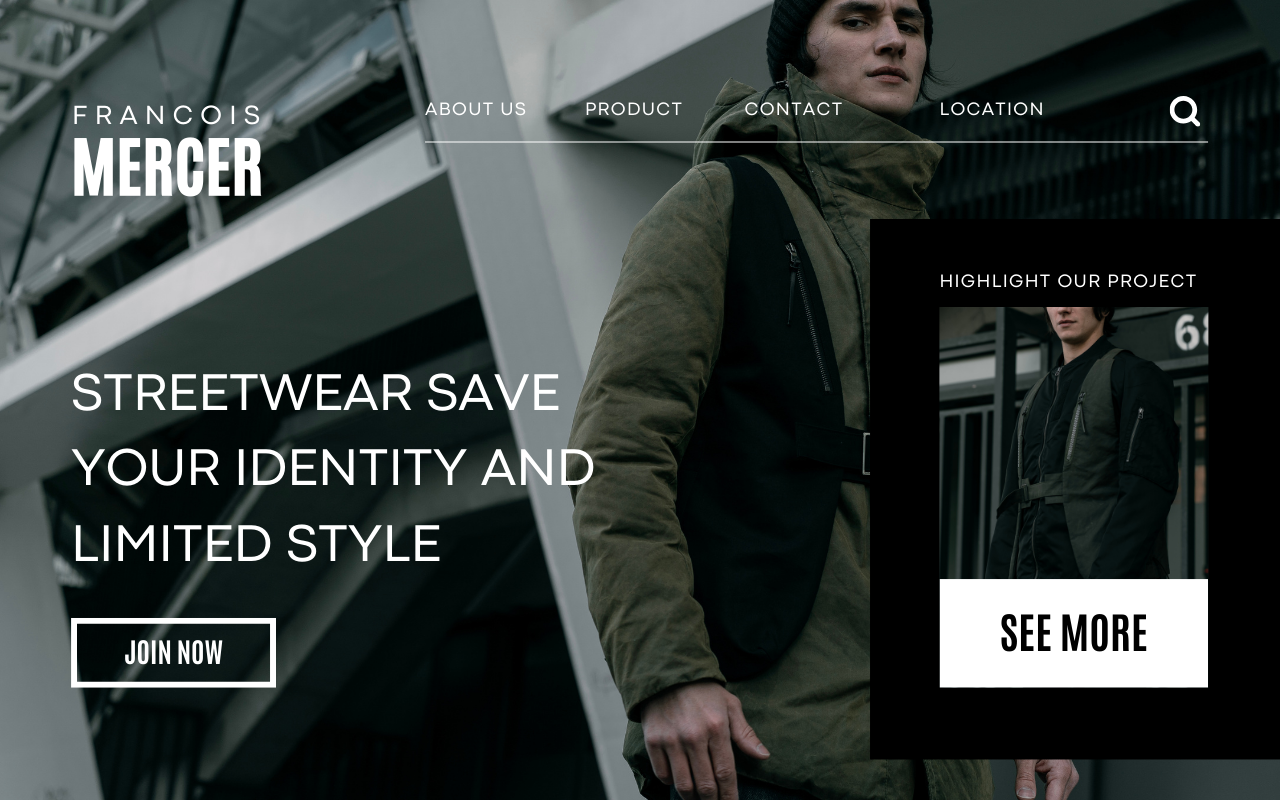 FRANCOIS
MERCER
ABOUT US
PRODUCT
CONTACT
LOCATION
STREETWEAR SAVE
YOUR IDENTITY AND
LIMITED STYLE
JOIN NOW
HIGHLIGHT OUR PROJECT
SEE MORE